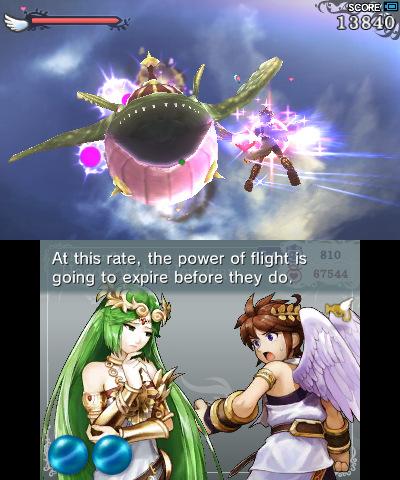 SCORE
13840
At this rate, the power of flight is
going to expire before they do.
810
67544